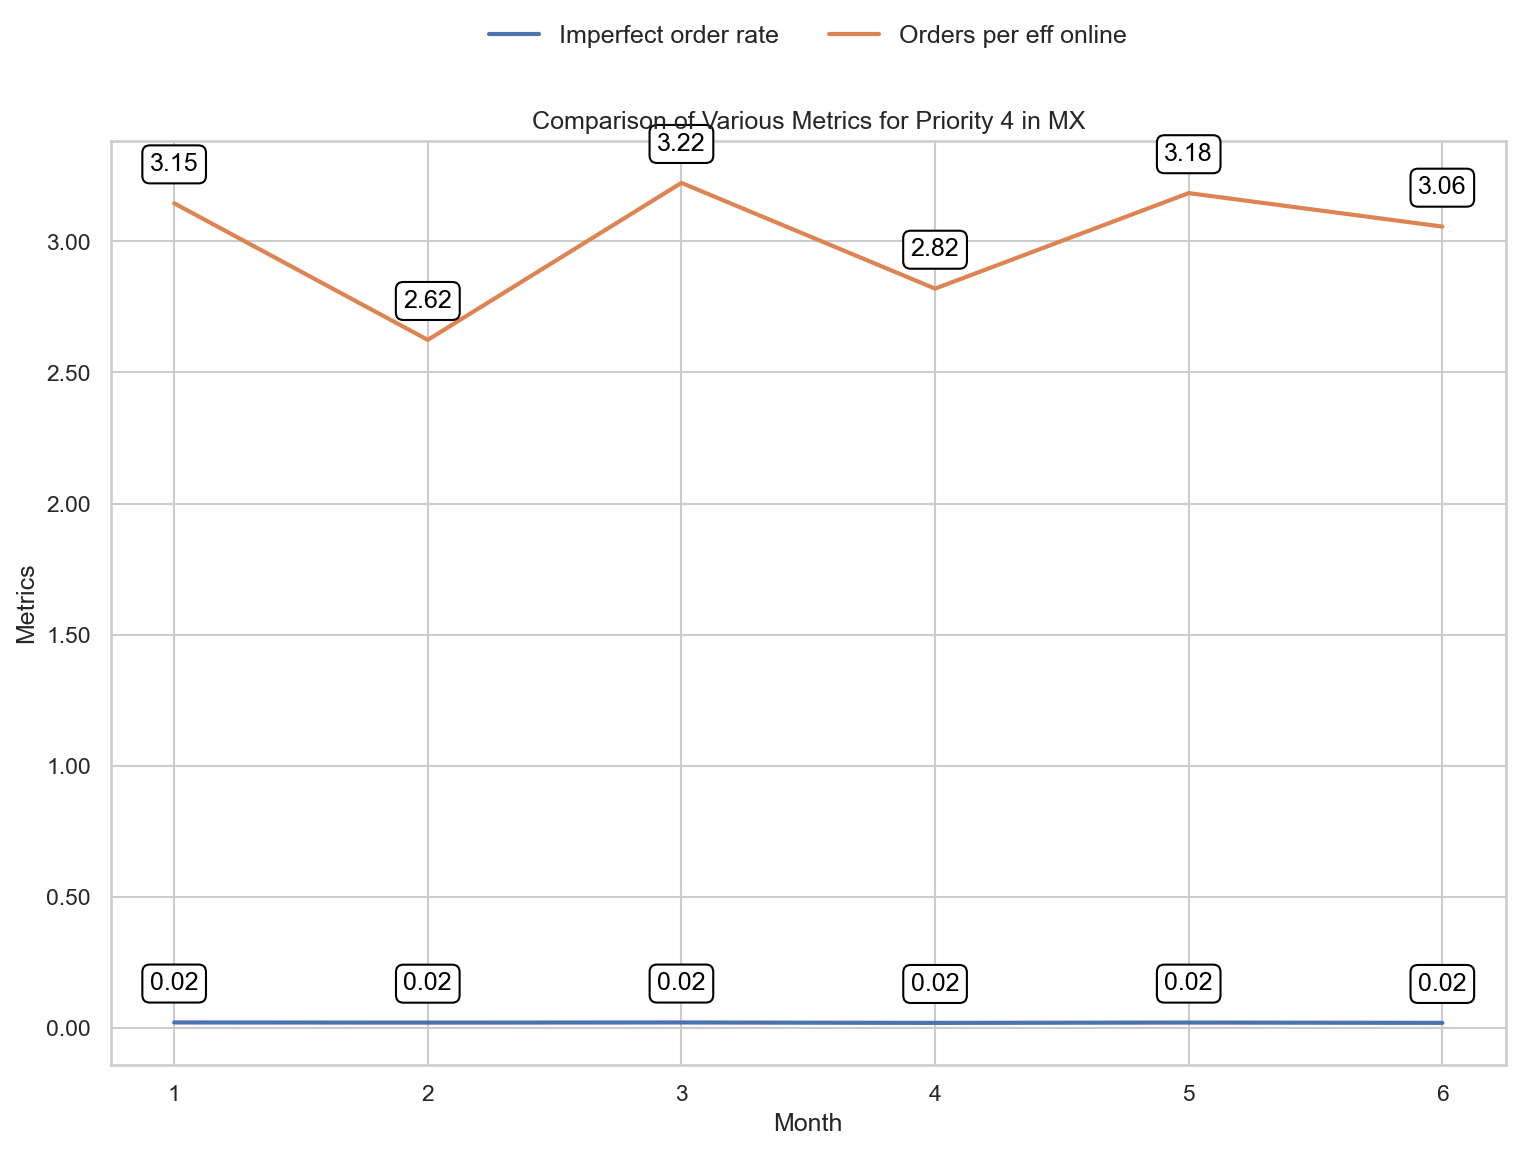 Imperfect order rate Orders per eff online
Comparison of Various Metrics for Priority 4 in MX
3.15 2.62 3.22 2.82 3.18 3.06
3.00
2.50
2.00
1.50
1.00
0.50
0.00
Metrics
0.02 0.02 0.02 0.02 0.02 0.02
1 2 3 4 5 6
Month